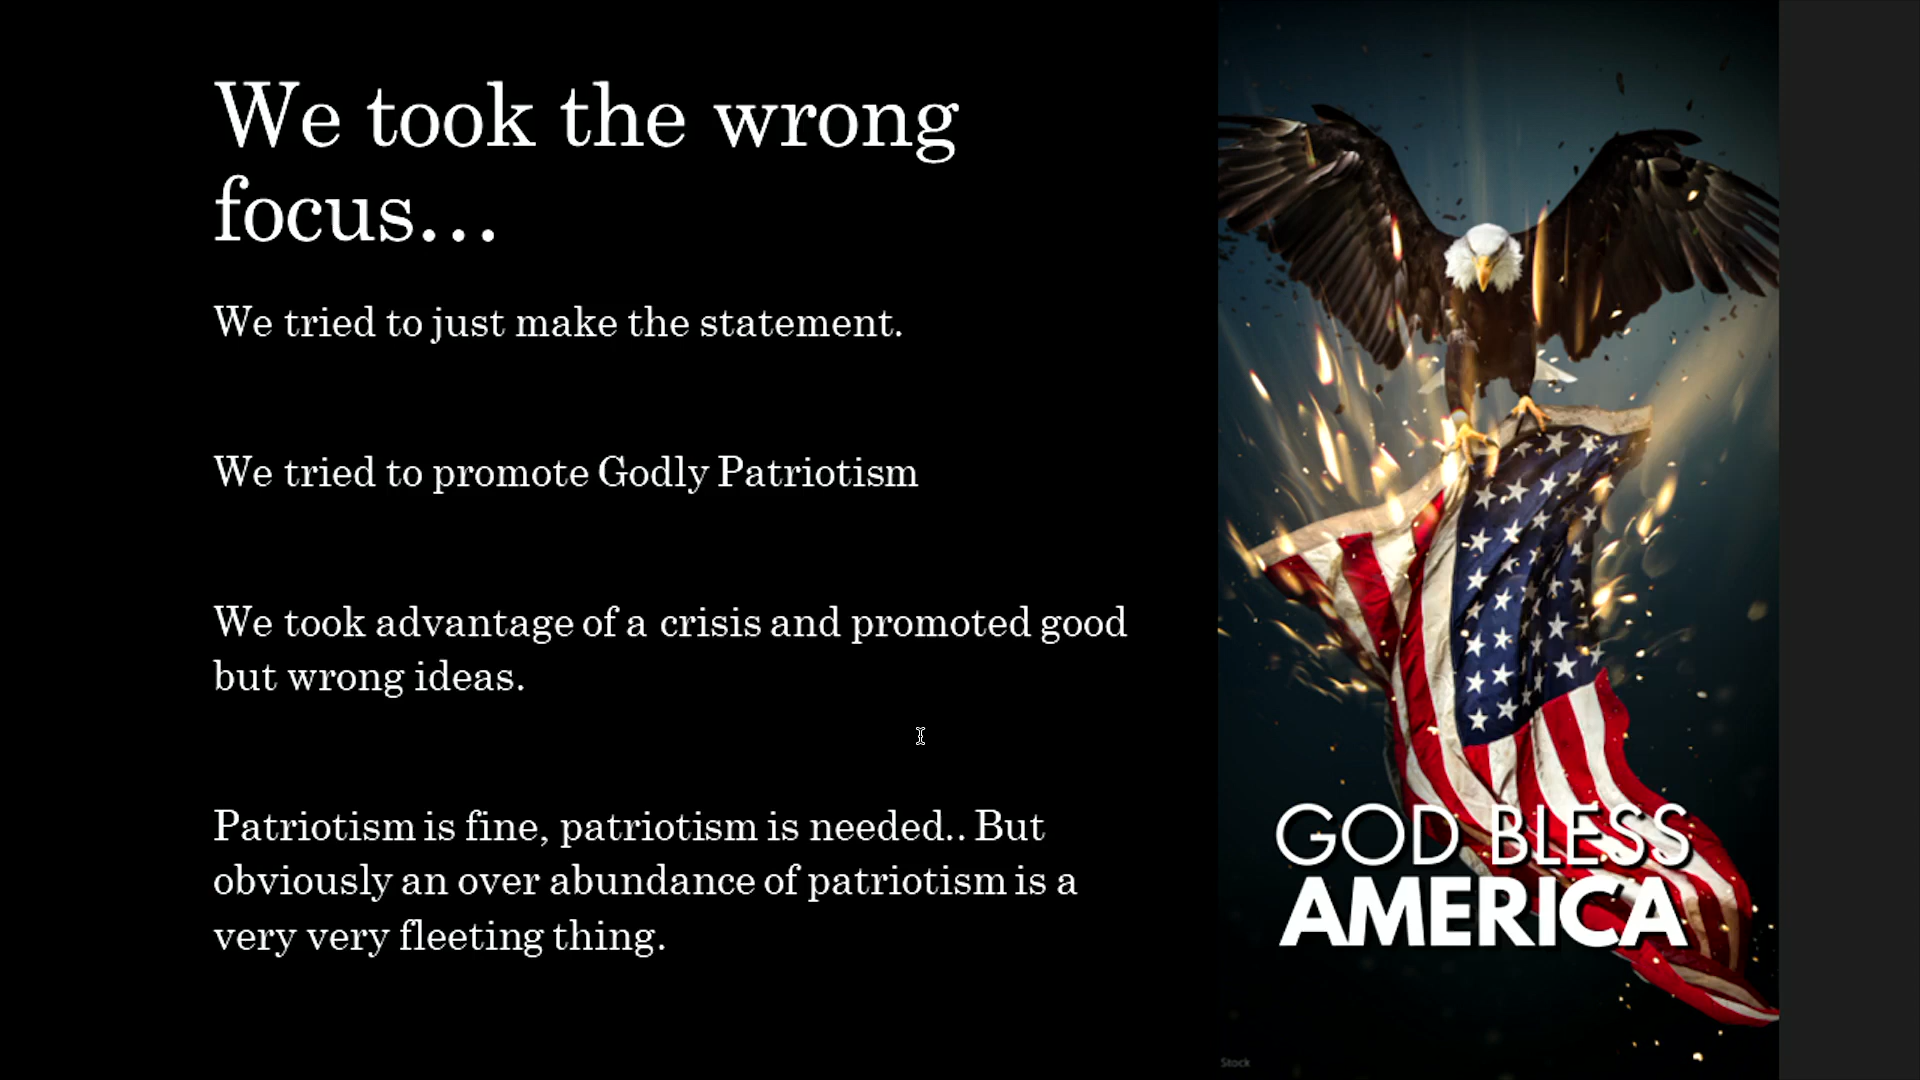 We took the wrong
focus...
We tried to just make the statement.
We tried to promote Godly Patriotism
We took advantage of a crisis and promoted good
but wrong ideas.
Patriotism is fine, patriotism is needed.. But
obviously an over abundance of patriotism is a
very very fleeting thing.
GOD BLESS
AMERICA
Stock